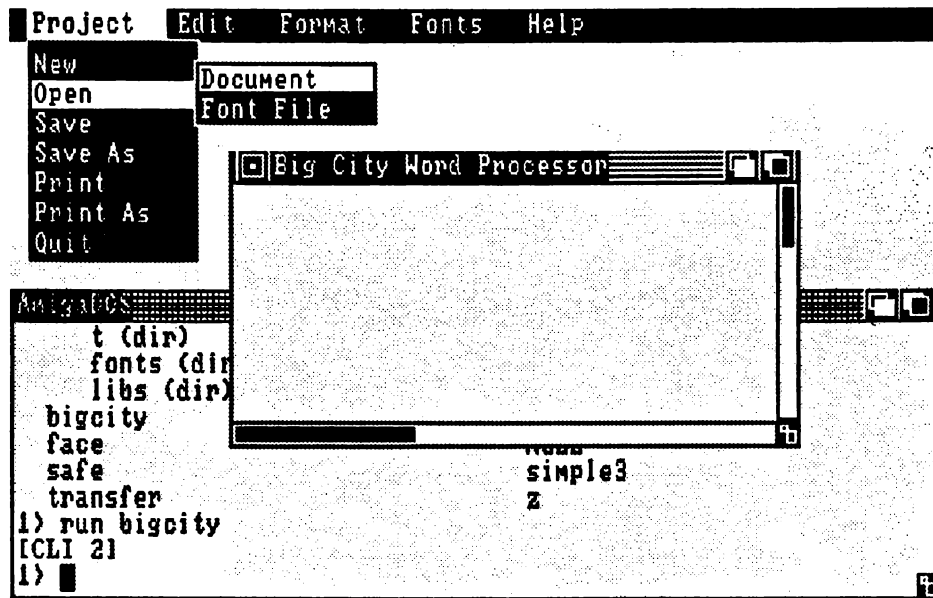 Project Edit Format Fonts Help
New
Open
Save
Save As
Print
Print As
Quit
Document
Font File
Big City Word Processor
AmigaDOS
t (dir)
fonts (dir
libs (dir)
bigcity
face
safe simple3
transfer z
1> run bigcity
[CLI 2]
1>